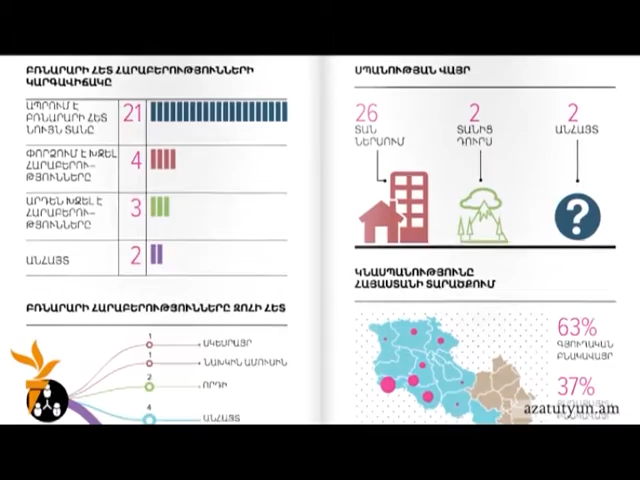 ԲՌՆԱՐԱՐԻ ՀԵՏ ՀԱՐԱԲԵՐՈՒԹՅՈՒՆՆԵՐԻ
ԿԱՐԳԱՎԻՃԱԿԸ
ԱՊՐՈՒՄ Է
ԲՌՆԱՐԱՐԻ ՀԵՏ
ՆՈՒՅՆ ՏԱՆԸ
21
ՓՈՐՁՈՒՄ Է ԽԶԵԼ
ՀԱՐԱԲԵՐՈՒ–
ԹՅՈՒՆՆԵՐԸ
4
ԱՐԴԵՆ ԽԶԵԼ Է
ՀԱՐԱԲԵՐՈՒ–
ԹՅՈՒՆՆԵՐԸ
3
ԱՆՀԱՅՏ
2
ԲՌՆԱՐԱՐԻ ՀԱՐԱԲԵՐՈՒԹՅՈՒՆՆԵՐԸ ԶՈՀԻ ՀԵՏ
1
ՍԿԵՍՐԱՅՐ
1
ՆԱԽԿԻՆ ԱՄՈՒՍԻՆ
2
ՈՐԴԻ
4
ԱՆՀԱՅՏ
ՍՊԱՆՈՒԹՅԱՆ ՎԱՅՐ
26
ՏԱՆ
ՆԵՐՍՈՒՄ
2
ՏԱՆԻՑ
ԴՈՒՐՍ
2
ԱՆՀԱՅՏ
?
ԿՆԱՍՊԱՆՈՒԹՅՈՒՆԸ
ՀԱՅԱՍՏԱՆԻ ՏԱՐԱԾՔՈՒՄ
63%
ԳՅՈՒՂԱԿԱՆ
ԲՆԱԿԱՎԱՅՐ
37%
azatutyun.am